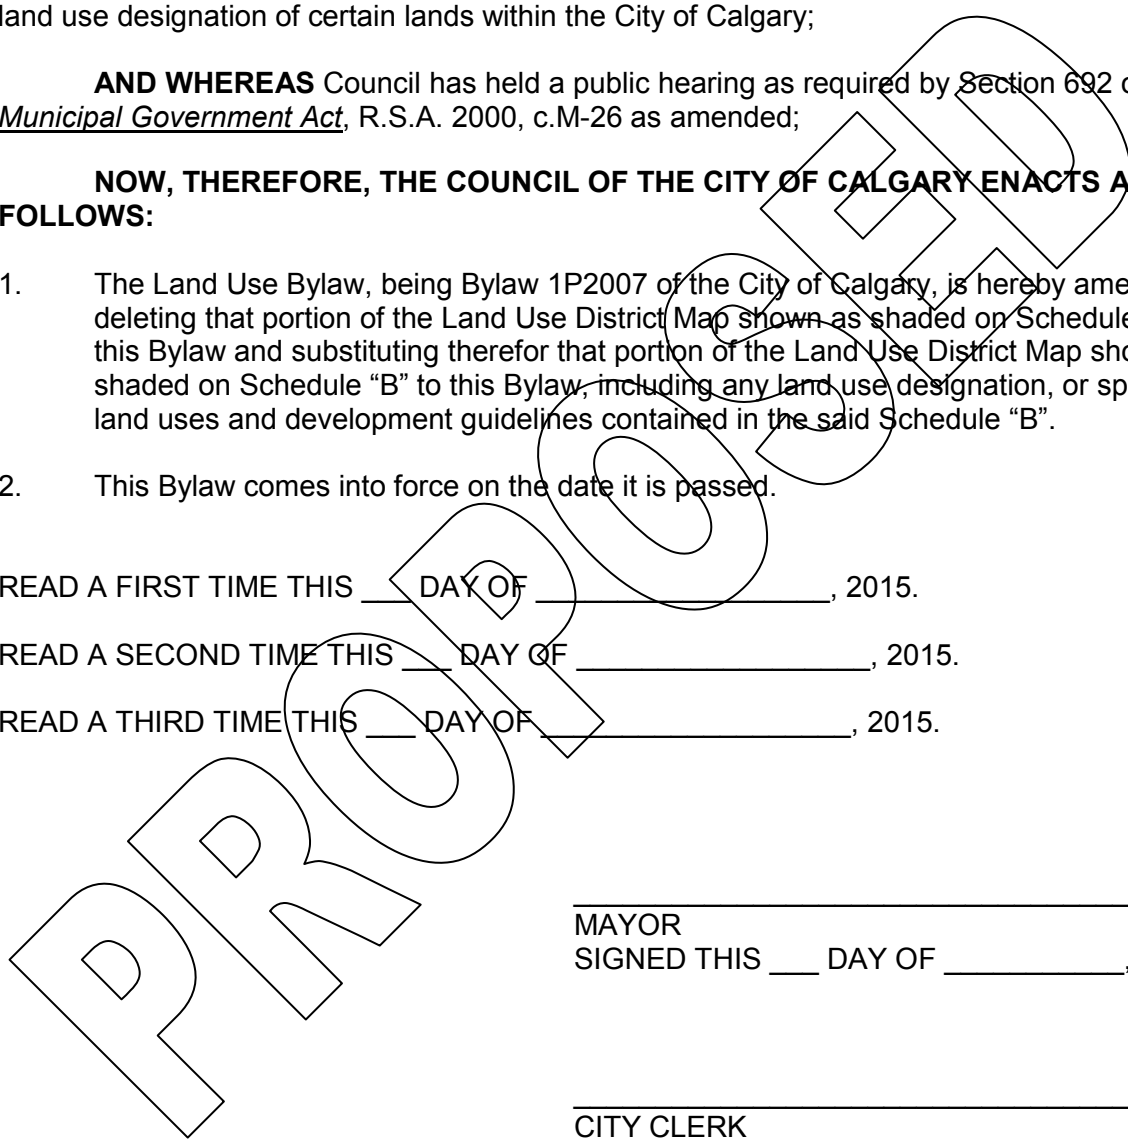 land use designation of certain lands within the City of Calgary;
AND WHEREAS Council has held a public hearing as required by Section 692
Municipal Government Act, R.S.A. 2000, c.M-26 as amended;
NOW, THEREFORE, THE COUNCIL OF THE CITY OF CALGARY ENACTS A
FOLLOWS:
1. The Land Use Bylaw, being Bylaw 1P2007 of the City of Calgary, is hereby ame
deleting that portion of the Land Use District Map shown as shaded on Schedule
this Bylaw and substituting therefor that portion of the Land Use District Map sho
shaded on Schedule “B” to this Bylaw, including any land use designation, or sp
land uses and development guidelines contained in the said Schedule “B”.
2. This Bylaw comes into force on the date it is passed.
READ A FIRST TIME THIS ___ DAY OF __________________, 2015.
READ A SECOND TIME THIS ___ DAY OF __________________, 2015.
READ A THIRD TIME THIS ___ DAY OF ___________________, 2015.
MAYOR
SIGNED THIS ___ DAY OF ___________,
CITY CLERK
PROPOSED